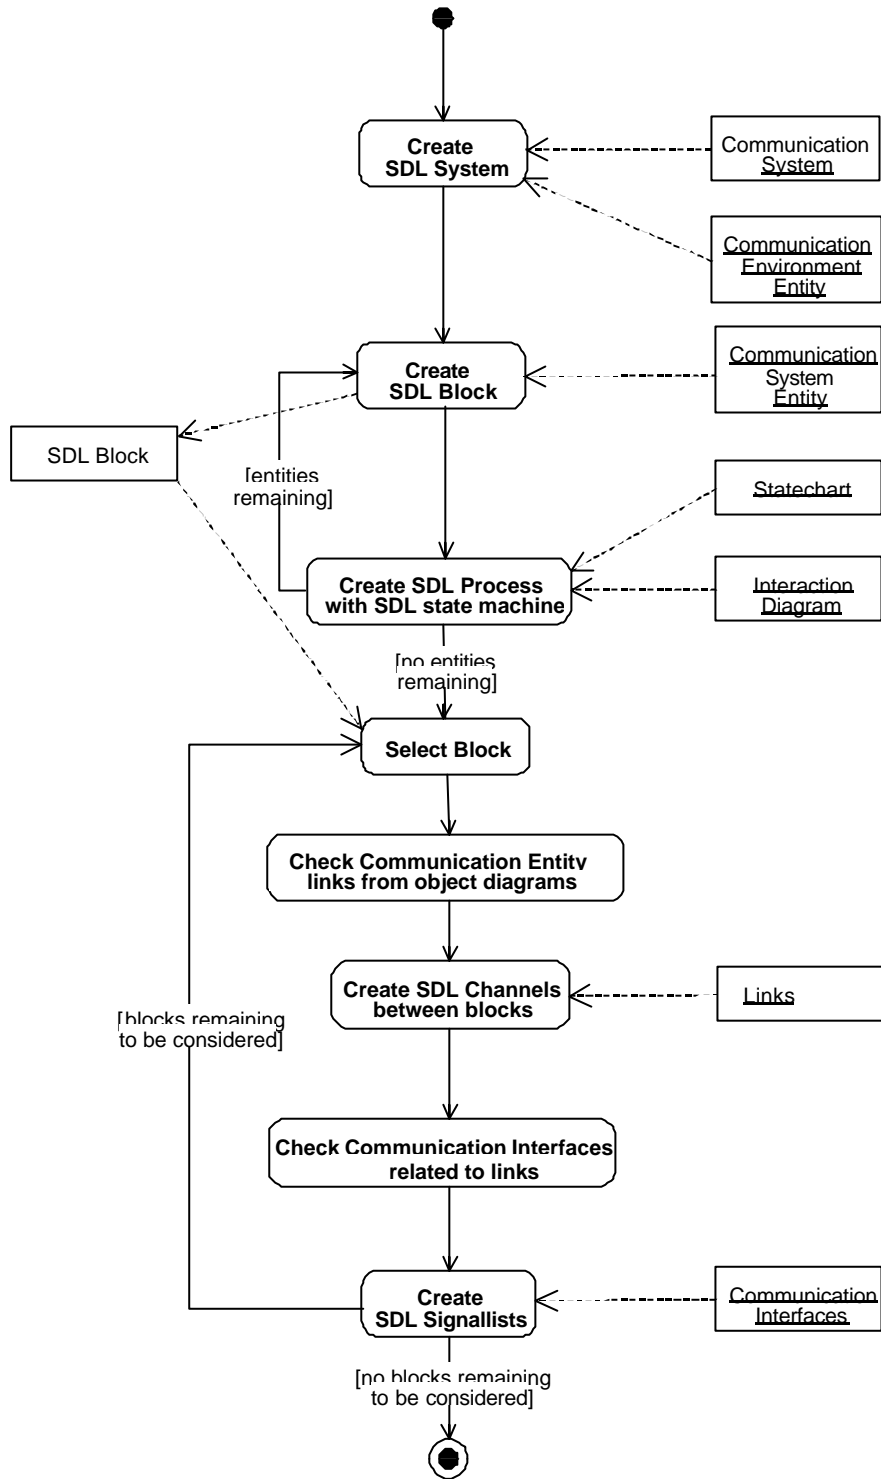 Create
SDL System
Communication
System
Communication
Environment
Entity
Create
SDL Block
Communication
System
Entity
SDL Block
[entities
remaining]
Statechart
Create SDL Process
with SDL state machine
Interaction
Diagram
[no entities
remaining]
Select Block
Check Communication Entity
links from object diagrams
Create SDL Channels
between blocks
Links
[blocks remaining
to be considered]
Check Communication Interfaces
related to links
Create
SDL Signallists
Communication
Interfaces
[no blocks remaining
to be considered]